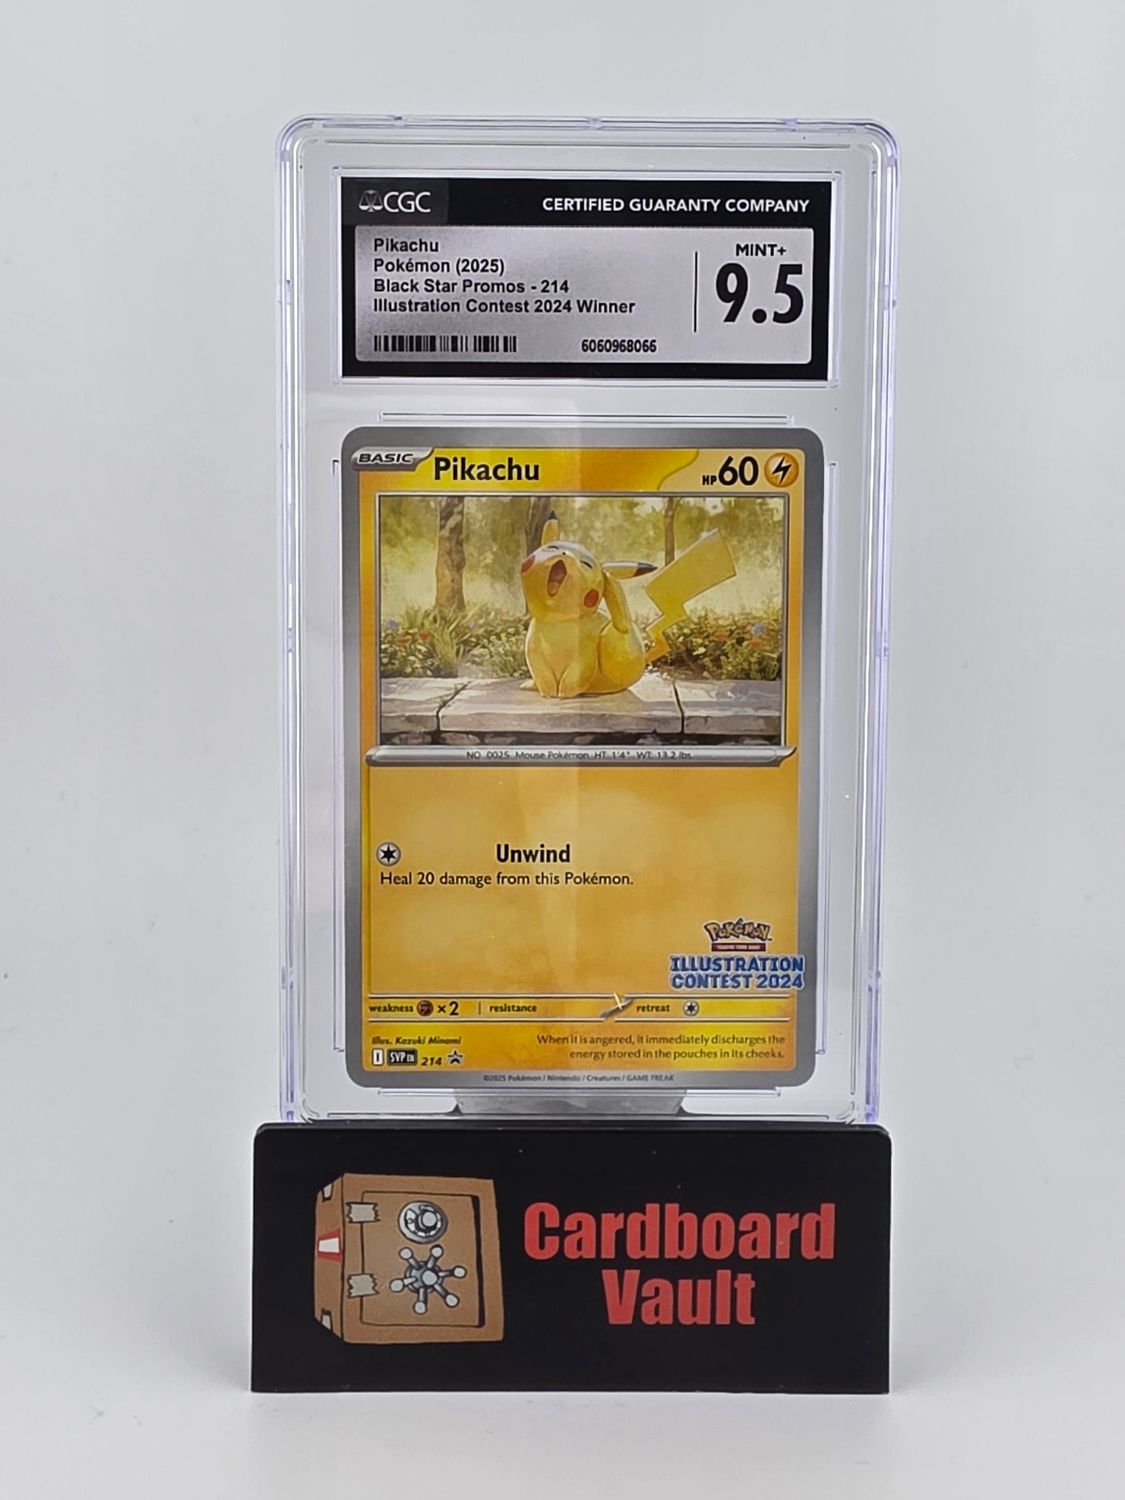 CGC
CERTIFIED GUARANTY COMPANY
Pikachu
Pokémon (2025)
Black Star Promos - 214
Illustration Contest 2024 Winner
6060968066
MINT+
9.5
BASIC
Pikachu
HP60
NO. 0025 Mouse Pokémon HT: 1'4" WT: 13.2 lbs.
Unwind
Heal 20 damage from this Pokémon.
Pokémon
TRADING CARD GAME
ILLUSTRATION
CONTEST 2024
weakness ×2 resistance retreat
Illus. Kazuki Minami
I SVP EN 214
When it is angered, it immediately discharges the
energy stored in the pouches in its cheeks.
©2025 Pokémon / Nintendo / Creatures / GAME FREAK
Cardboard
Vault